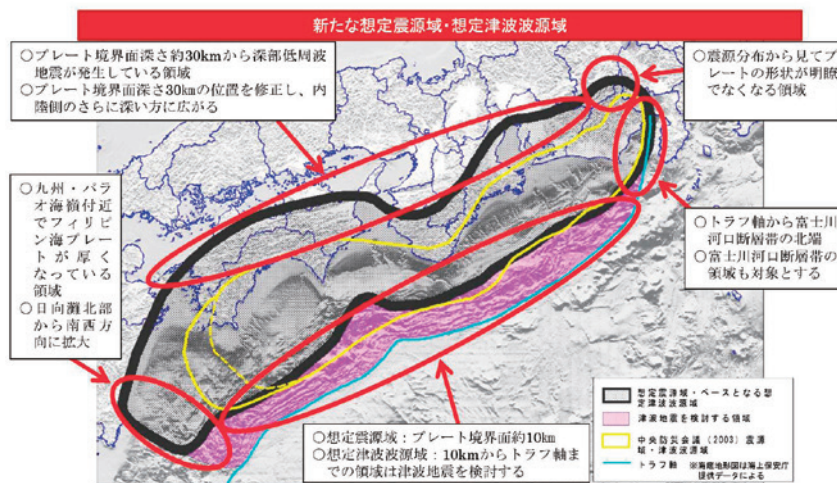 新たな想定震源域・想定津波波源域
○プレート境界面深さ約30kmから深部低周波
地震が発生している領域
○プレート境界面深さ30kmの位置を修正し、内
陸側のさらに深い方に広がる
○震源分布から見てプ
レートの形状が明瞭
でなくなる領域
○九州・パラ
オ海嶺付近
でフィリピ
ン海プレー
トが厚く
なっている
領域
○日向灘北部
から南西方
向に拡大
○トラフ軸から富士川
河口断層帯の北端
○富士川河口断層帯の
領域も対象とする
○想定震源域：プレート境界面約10km
○想定津波波源域：10kmからトラフ軸ま
での領域は津波地震を検討する
想定震源域・ベースとなる想
定津波波源域
津波地震を検討する領域
中央防災会議（2003）震源
域・津波波源域
トラフ軸 ※海底地形図は海上保安庁
提供データによる